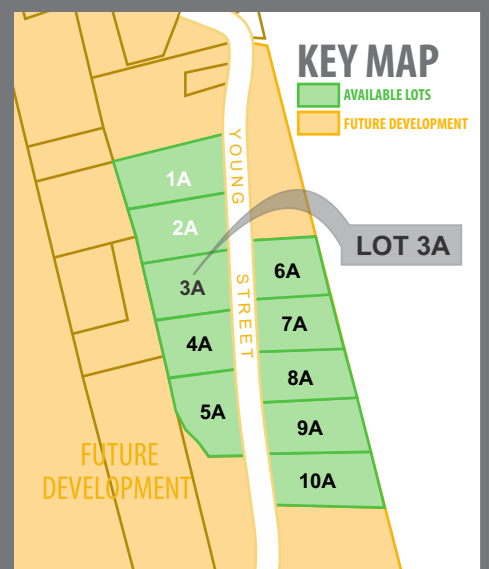 KEY MAP
AVAILABLE LOTS
FUTURE DEVELOPMENT
YOUNG STREET
1A
2A
3A
4A
5A
LOT 3A
6A
7A
8A
9A
10A
FUTURE
DEVELOPMENT